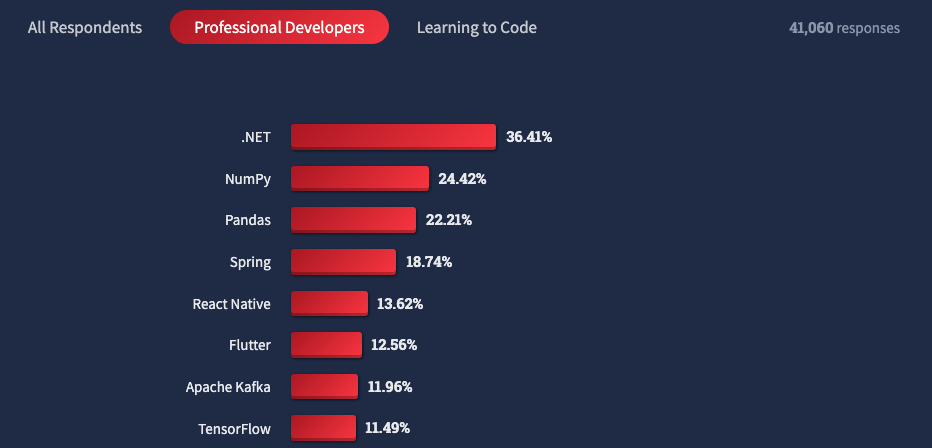 All Respondents Professional Developers Learning to Code 41,060 responses
.NET 36.41%
NumPy 24.42%
Pandas 22.21%
Spring 18.74%
React Native 13.62%
Flutter 12.56%
Apache Kafka 11.96%
TensorFlow 11.49%